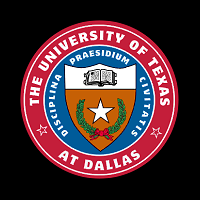 THE UNIVERSITY OF TEXAS
AT DALLAS
DISCIPLINA
PRAESIDIUM
CIVITATIS